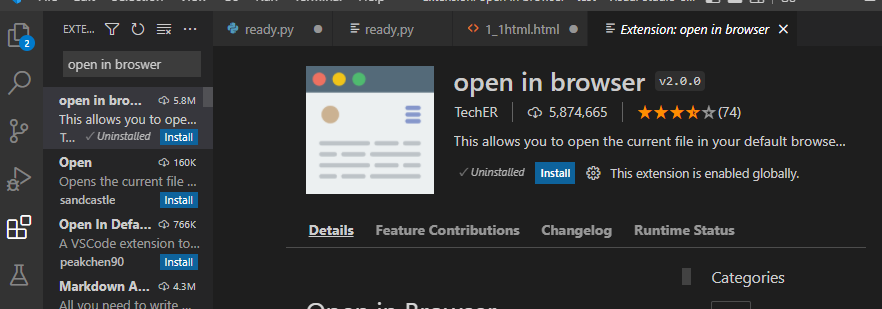 2
EXTE...
open in broswer
open in bro... 5.8M
This allows you to ope...
T... ✓Uninstalled Install
Open 160K
Opens the current file ...
sandcastle Install
Open In Defa... 766K
A VSCode extension to...
peakchen90 Install
Markdown A... 4.3M
All you need to write
ready.py ready,py <> 1_1html.html Extension: open in browser
open in browser v2.0.0
TechER | 5,874,665 | (74)
This allows you to open the current file in your default browse...
✓Uninstalled Install This extension is enabled globally.
Details Feature Contributions Changelog Runtime Status
Categories
Open in Browser